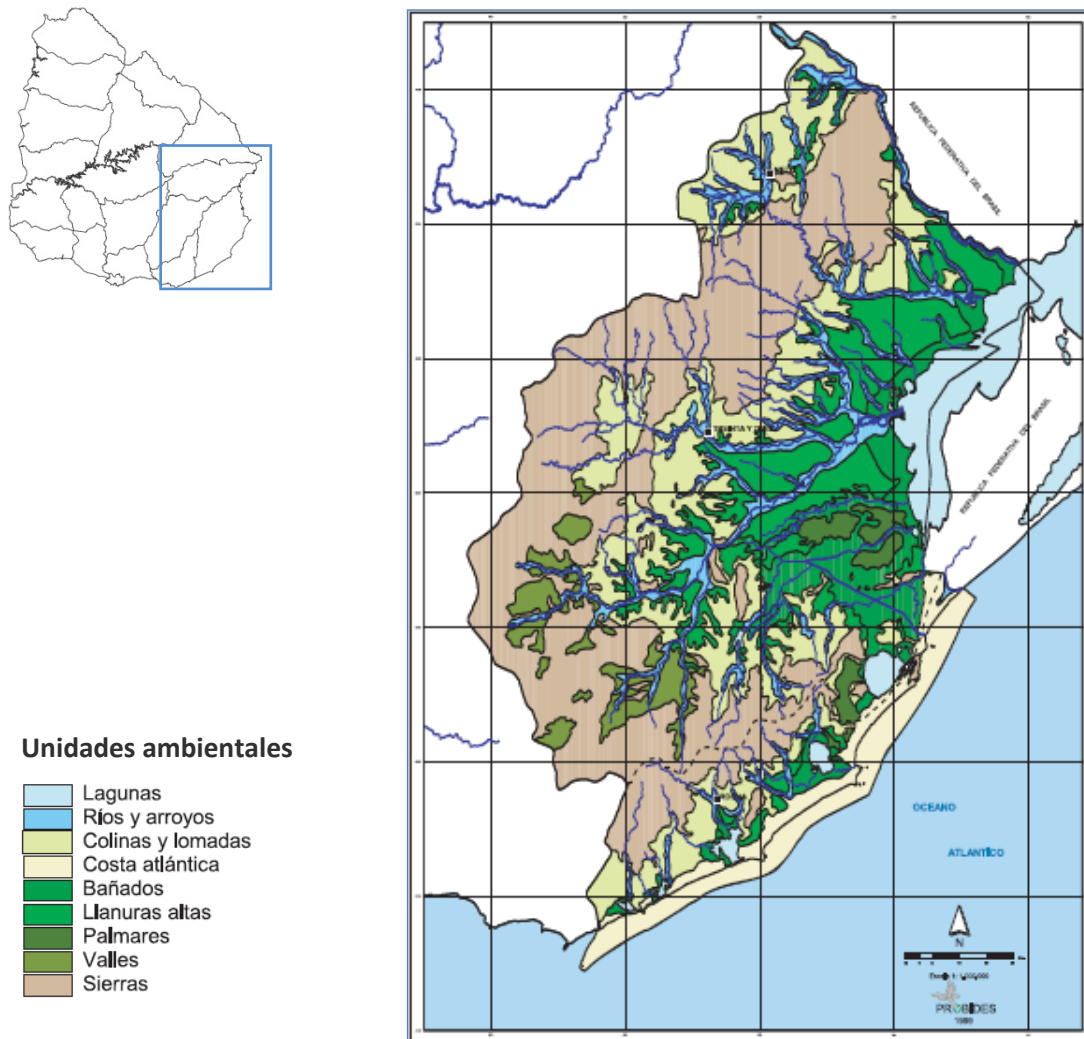 Unidades ambientales
Lagunas
Ríos y arroyos
Colinas y lomadas
Costa atlántica
Bañados
Llanuras altas
Palmares
Valles
Sierras
REPUBLICA FEDERATIVA DEL BRASIL
REPUBLICA FEDERATIVA DEL BRASIL
OCEANO
ATLANTICO
N
PROBIDES
1999